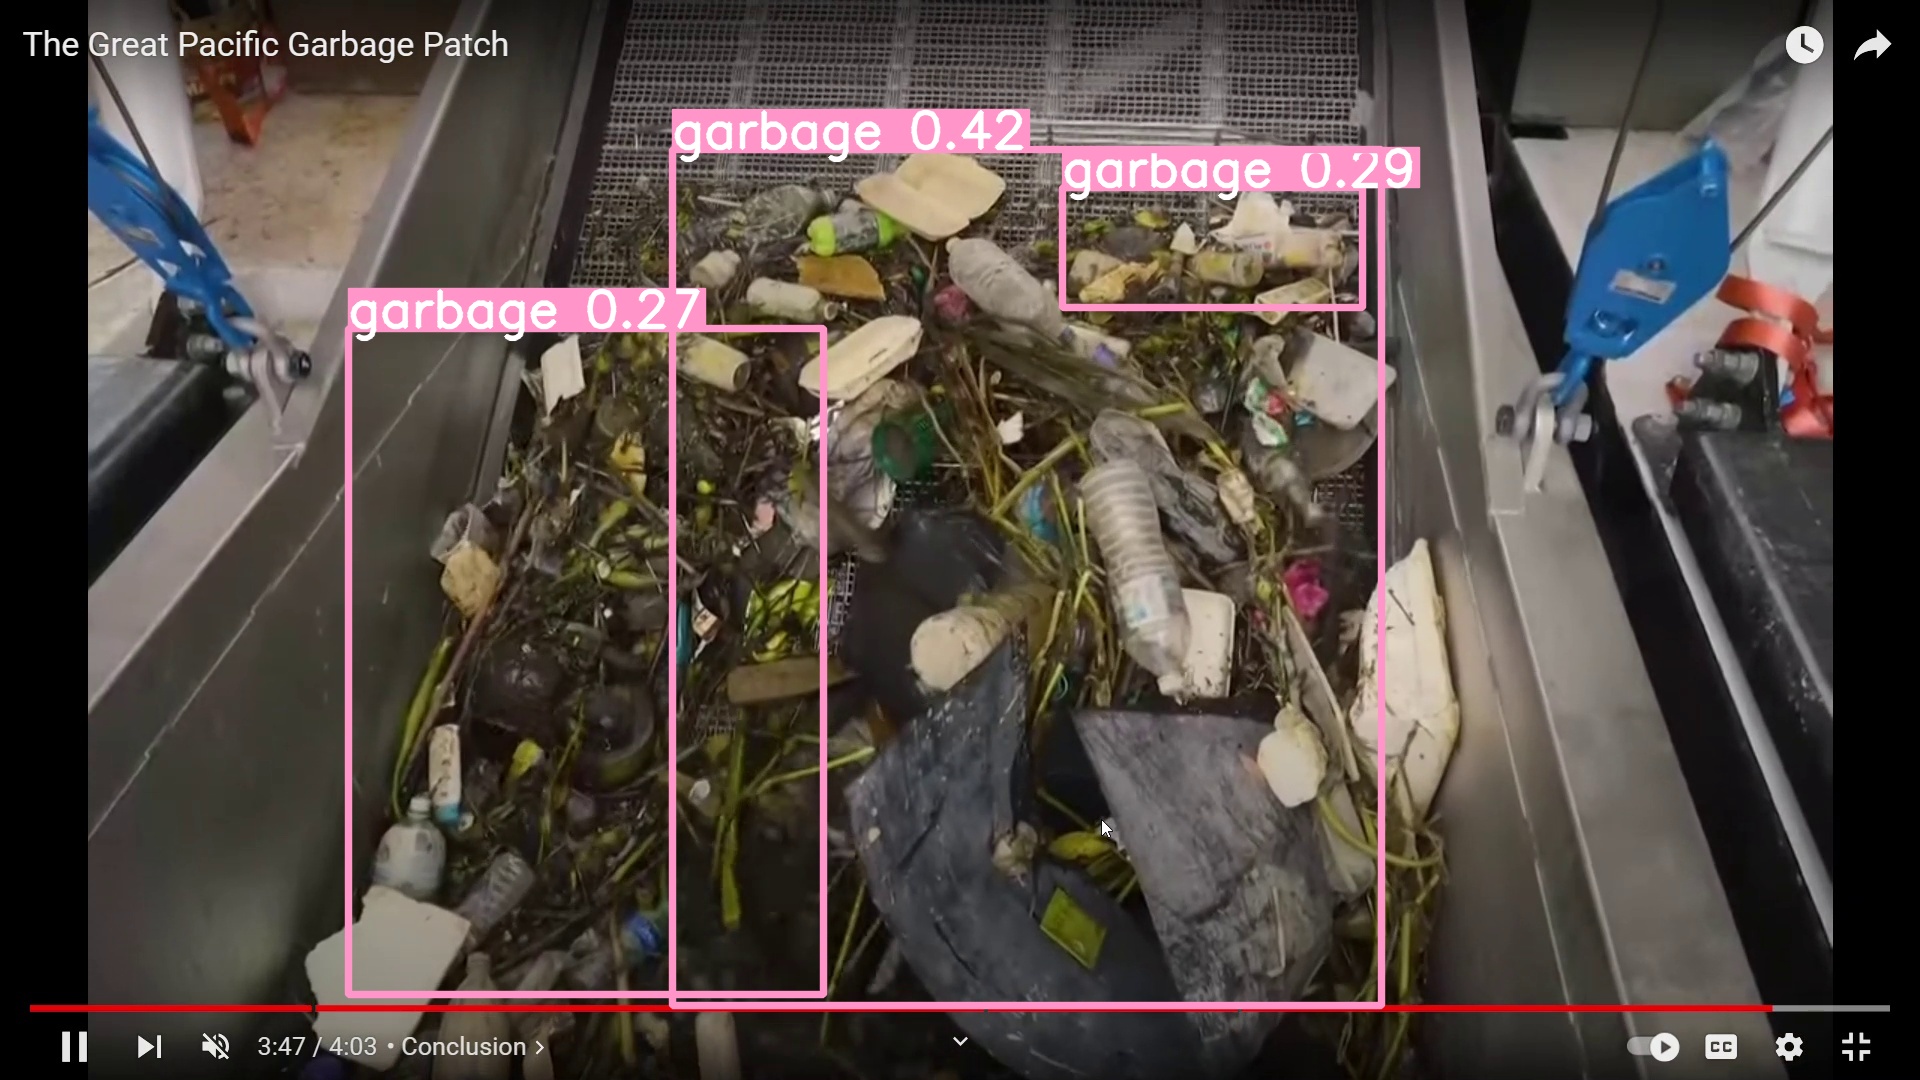 The Great Pacific Garbage Patch
garbage 0.42
garbage 0.29
garbage 0.27
3:47 / 4:03 • Conclusion >
CC